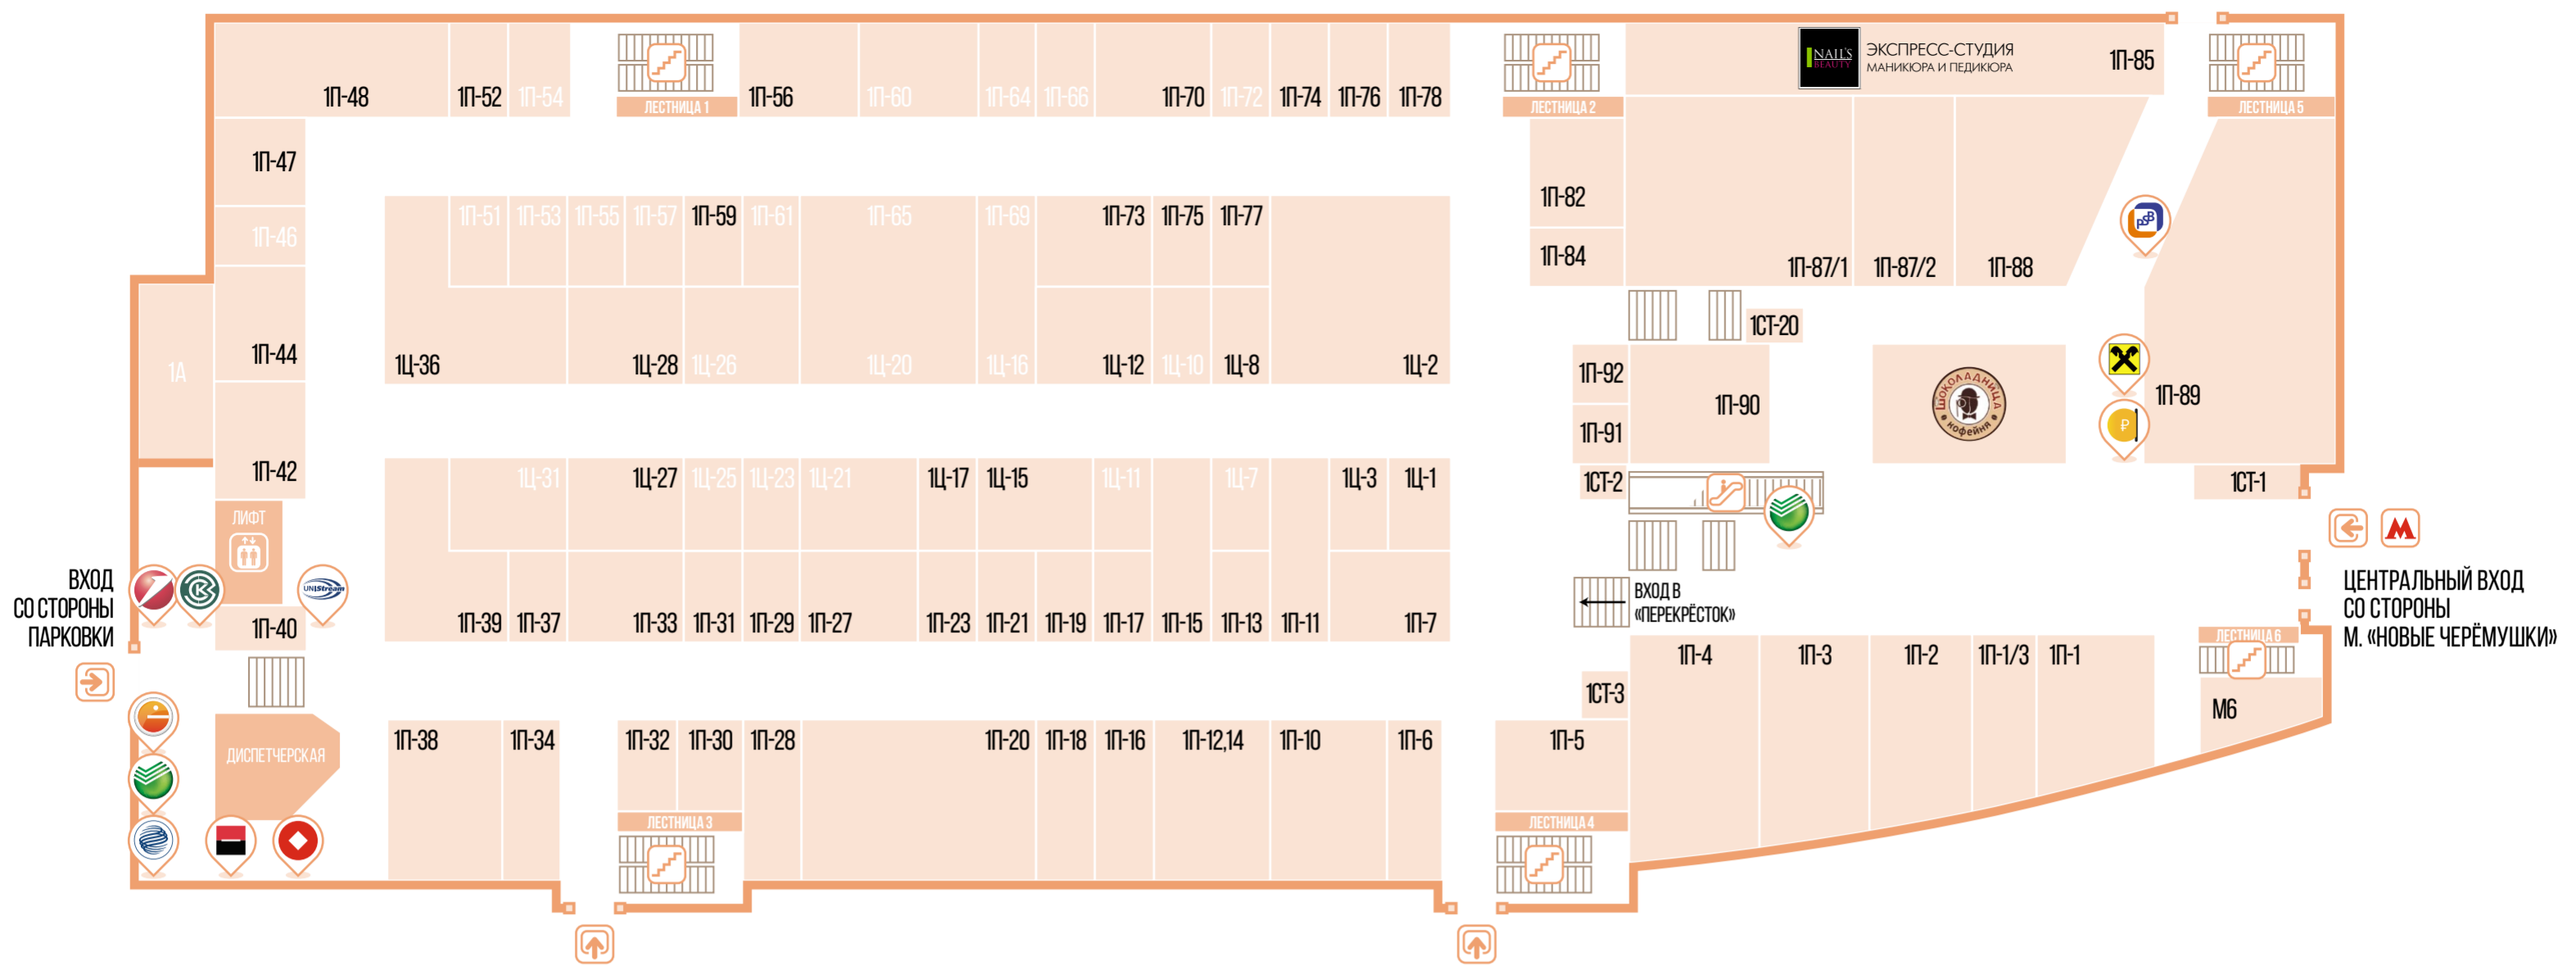 NAIL'S
BEAUTY
ЭКСПРЕСС-СТУДИЯ
МАНИКЮРА И ПЕДИКЮРА
1П-85
1П-48
1П-52
1П-54
ЛЕСТНИЦА 1
1П-56
1П-60
1П-64
1П-66
1П-70
1П-72
1П-74
1П-76
1П-78
ЛЕСТНИЦА 2
ЛЕСТНИЦА 5
1П-47
1П-46
1П-44
1П-42
1А
1П-51
1П-53
1П-55
1П-57
1П-59
1П-61
1П-65
1П-69
1П-73
1П-75
1П-77
1П-82
1П-84
1П-87/1
1П-87/2
1П-88
PSB
1СТ-20
1Ц-36
1Ц-28
1Ц-26
1Ц-20
1Ц-16
1Ц-12
1Ц-10
1Ц-8
1Ц-2
1П-92
1П-91
1П-90
ШОКОЛАДНИЦА
кофейня
1П-89
₽
1Ц-31
1Ц-27
1Ц-25
1Ц-23
1Ц-21
1Ц-17
1Ц-15
1Ц-11
1Ц-7
1Ц-3
1Ц-1
1СТ-2
1СТ-1
ЛИФТ
М
ВХОД
СО СТОРОНЫ
ПАРКОВКИ
UNIStream
1П-40
1П-39
1П-37
1П-33
1П-31
1П-29
1П-27
1П-23
1П-21
1П-19
1П-17
1П-15
1П-13
1П-11
1П-7
ВХОД В
«ПЕРЕКРЁСТОК»
ЦЕНТРАЛЬНЫЙ ВХОД
СО СТОРОНЫ
М. «НОВЫЕ ЧЕРЁМУШКИ»
ЛЕСТНИЦА 6
М6
1П-4
1П-3
1П-2
1П-1/3
1П-1
1СТ-3
ДИСПЕТЧЕРСКАЯ
1П-38
1П-34
1П-32
1П-30
1П-28
1П-20
1П-18
1П-16
1П-12,14
1П-10
1П-6
1П-5
ЛЕСТНИЦА 3
ЛЕСТНИЦА 4